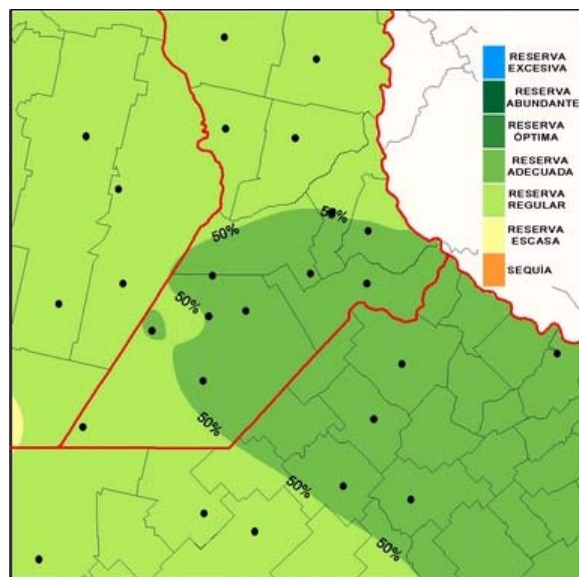 RESERVA
EXCESIVA
RESERVA
ABUNDANTE
RESERVA
ÓPTIMA
RESERVA
ADECUADA
RESERVA
REGULAR
RESERVA
ESCASA
SEQUÍA
50%
50%
50%
50%
50%
50%